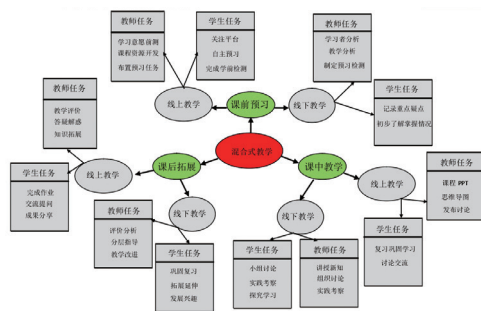 教师任务
学习意愿前测
课程资源开发
布置预习任务
学生任务
关注平台
自主预习
完成学前检测
教师任务
学习者分析
教学分析
制定预习检测
学生任务
记录重点疑点
初步了解掌握情况
线上教学
课前预习
线下教学
混合式教学
教师任务
教学评价
答疑解惑
知识拓展
学生任务
完成作业
交流提问
成果分享
线上教学
课后拓展
线下教学
教师任务
评价分析
分层指导
教学改进
学生任务
巩固复习
拓展延伸
发展兴趣
课中教学
线上教学
教师任务
课程 PPT
思维导图
发布讨论
学生任务
复习巩固学习
讨论交流
线下教学
学生任务
小组讨论
实践考察
探究学习
教师任务
讲授新知
组织讨论
实践考察